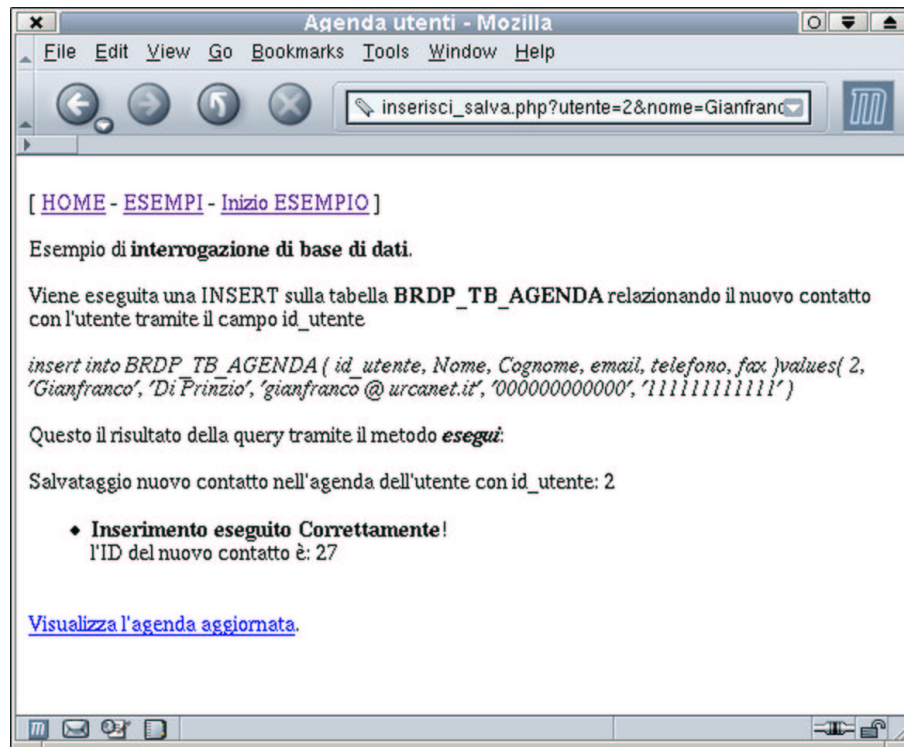 Agenda utenti - Mozilla
File Edit View Go Bookmarks Tools Window Help
inserisci_salva.php?utente=2&nome=Gianfranc
[ HOME - ESEMPI - Inizio ESEMPIO ]
Esempio di interrogazione di base di dati.
Viene eseguita una INSERT sulla tabella BRDP_TB_AGENDA relazionando il nuovo contatto
con l'utente tramite il campo id_utente
insert into BRDP_TB_AGENDA ( id_utente, Nome, Cognome, email, telefono, fax )values( 2,
'Gianfranco', 'Di Prinzio', 'gianfranco @ urcanet.it', '000000000000', '111111111111' )
Questo il risultato della query tramite il metodo esegui:
Salvataggio nuovo contatto nell'agenda dell'utente con id_utente: 2
Inserimento eseguito Correttamente!
l'ID del nuovo contatto è: 27
Visualizza l'agenda aggiornata.